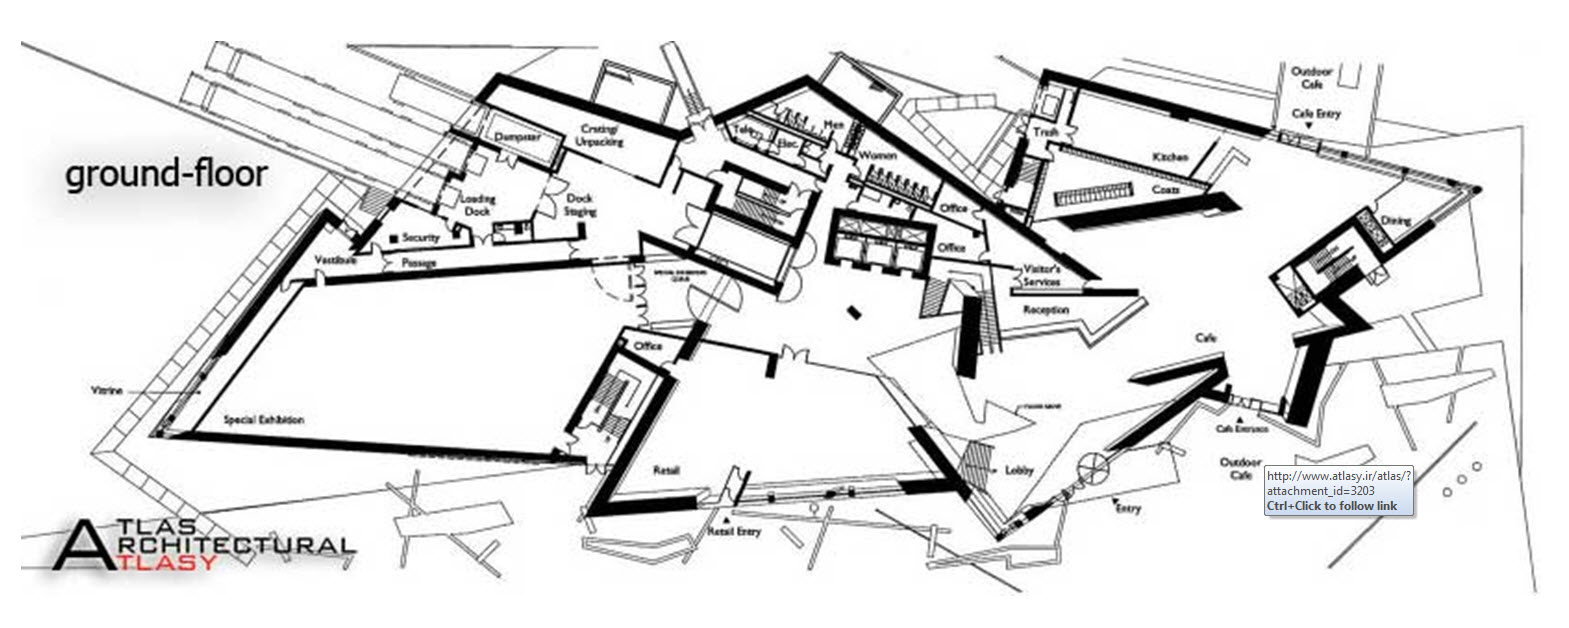 Outdoor
Cafe
Cafe Entry
Dumpster
Crating/
Unpacking
Tele
Men
Elec.
Trash
Women
Kitchen
ground-floor
Coats
Loading
Dock
Dock
Staging
Office
Dining
Security
Office
Vestibule
Passage
Visitor's
Services
Reception
Cafe
Office
Vitrine
Special Exhibition
Cafe Entrance
Retail
Lobby
Outdoor
Cafe
http://www.atlasy.ir/atlas/?
attachment_id=3203
Ctrl+Click to follow link
Entry
Retail Entry
ATLAS
ARCHITECTURAL
ATLASY